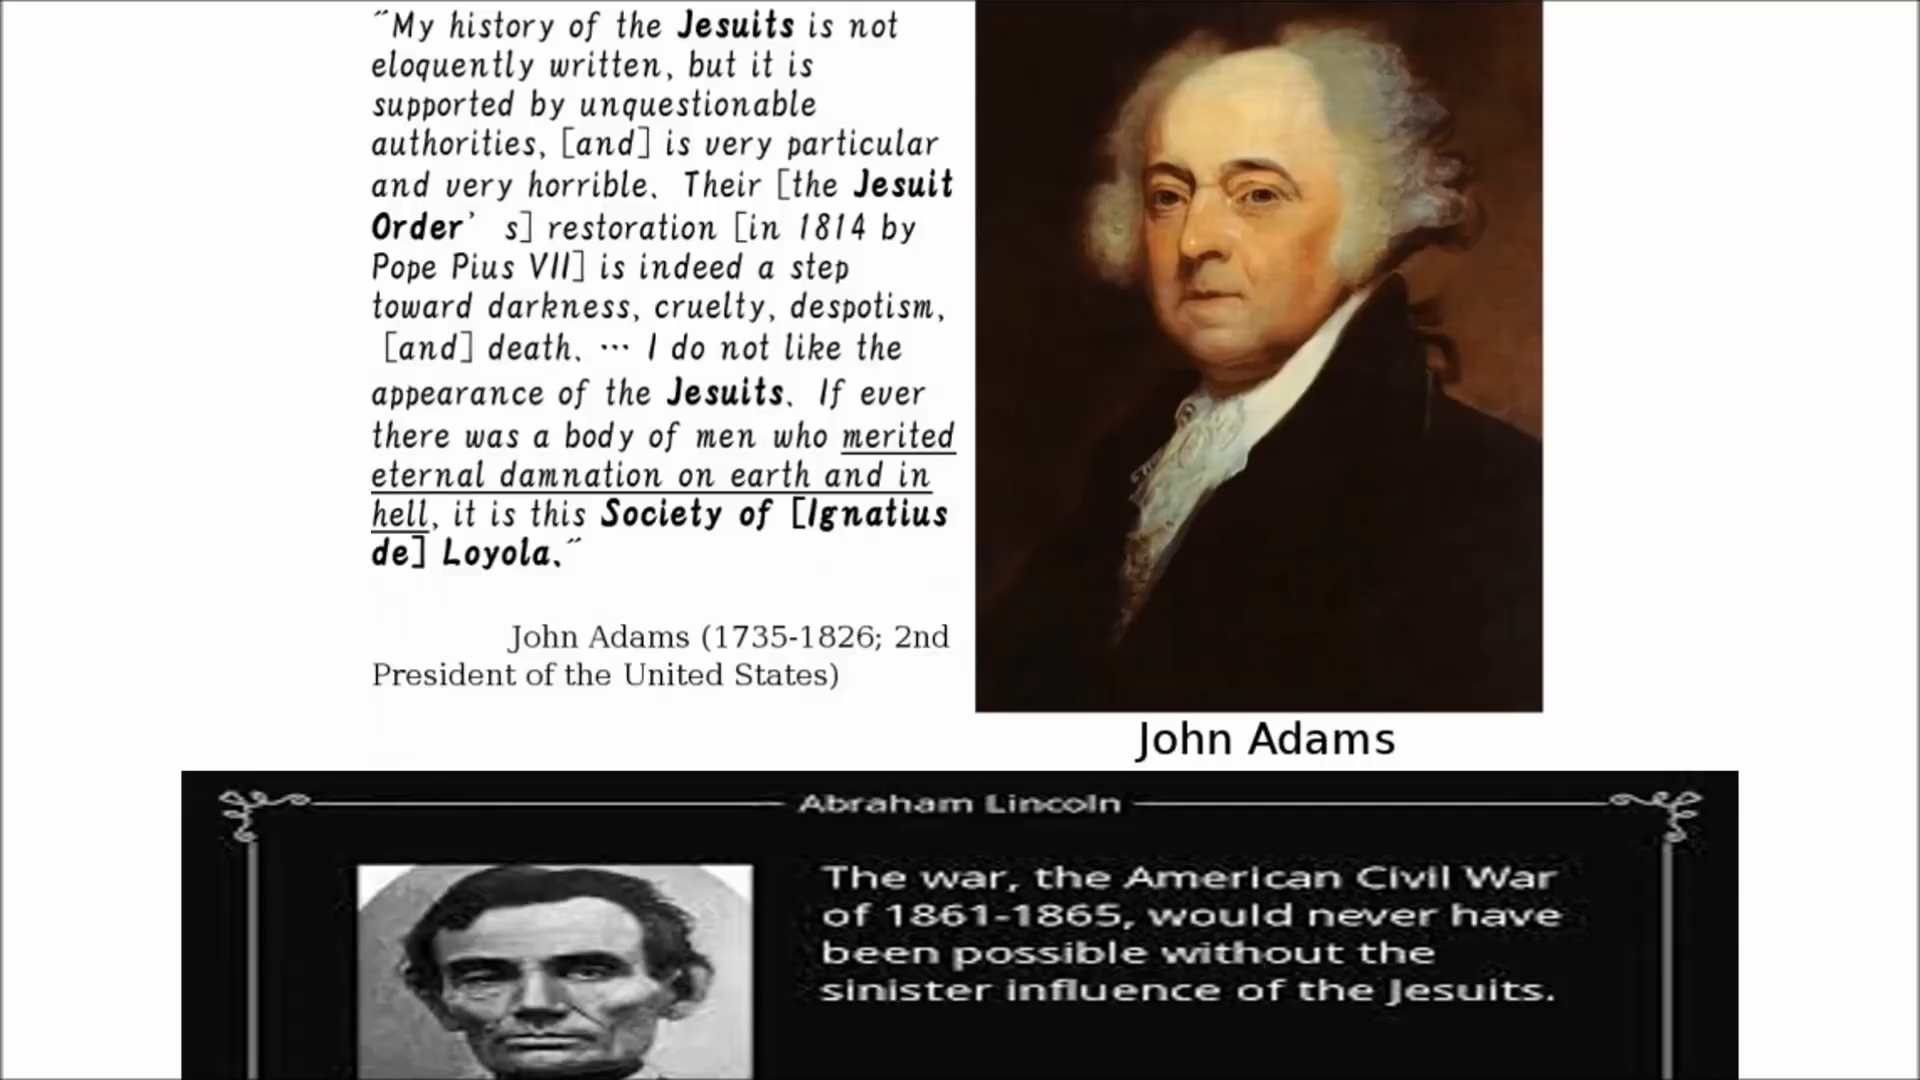 "My history of the Jesuits is not
eloquently written, but it is
supported by unquestionable
authorities, [and] is very particular
and very horrible. Their [the Jesuit
Order' s] restoration [in 1814 by
Pope Pius VII] is indeed a step
toward darkness, cruelty, despotism,
[and] death. ... I do not like the
appearance of the Jesuits. If ever
there was a body of men who merited
eternal damnation on earth and in
hell, it is this Society of [Ignatius
de] Loyola."
John Adams (1735-1826; 2nd
President of the United States)
John Adams
Abraham Lincoln
The war, the American Civil War
of 1861-1865, would never have
been possible without the
sinister influence of the Jesuits.